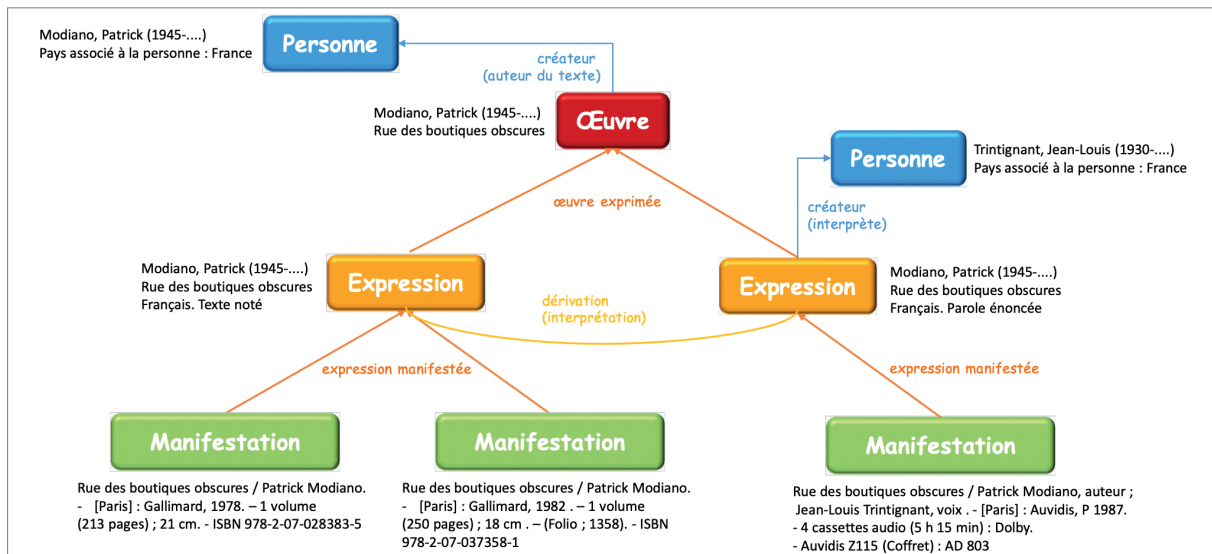 Modiano, Patrick (1945-....)
Pays associé à la personne : France
Personne
créateur
(auteur du texte)
Modiano, Patrick (1945-....)
Rue des boutiques obscures
Œuvre
Personne
Trintignant, Jean-Louis (1930-....)
Pays associé à la personne : France
œuvre exprimée
créateur
(interprète)
Modiano, Patrick (1945-....)
Rue des boutiques obscures
Français. Texte noté
Expression
dérivation
(interprétation)
Expression
Modiano, Patrick (1945-....)
Rue des boutiques obscures
Français. Parole énoncée
expression manifestée
expression manifestée
Manifestation
Manifestation
Manifestation
Rue des boutiques obscures / Patrick Modiano.
- [Paris] : Gallimard, 1978. – 1 volume
(213 pages) ; 21 cm. - ISBN 978-2-07-028383-5
Rue des boutiques obscures / Patrick Modiano.
- [Paris] : Gallimard, 1982 . – 1 volume
(250 pages) ; 18 cm . – (Folio ; 1358). - ISBN
978-2-07-037358-1
Rue des boutiques obscures / Patrick Modiano, auteur ;
Jean-Louis Trintignant, voix . - [Paris] : Auvidis, P 1987.
- 4 cassettes audio (5 h 15 min) : Dolby.
- Auvidis Z115 (Coffret) : AD 803